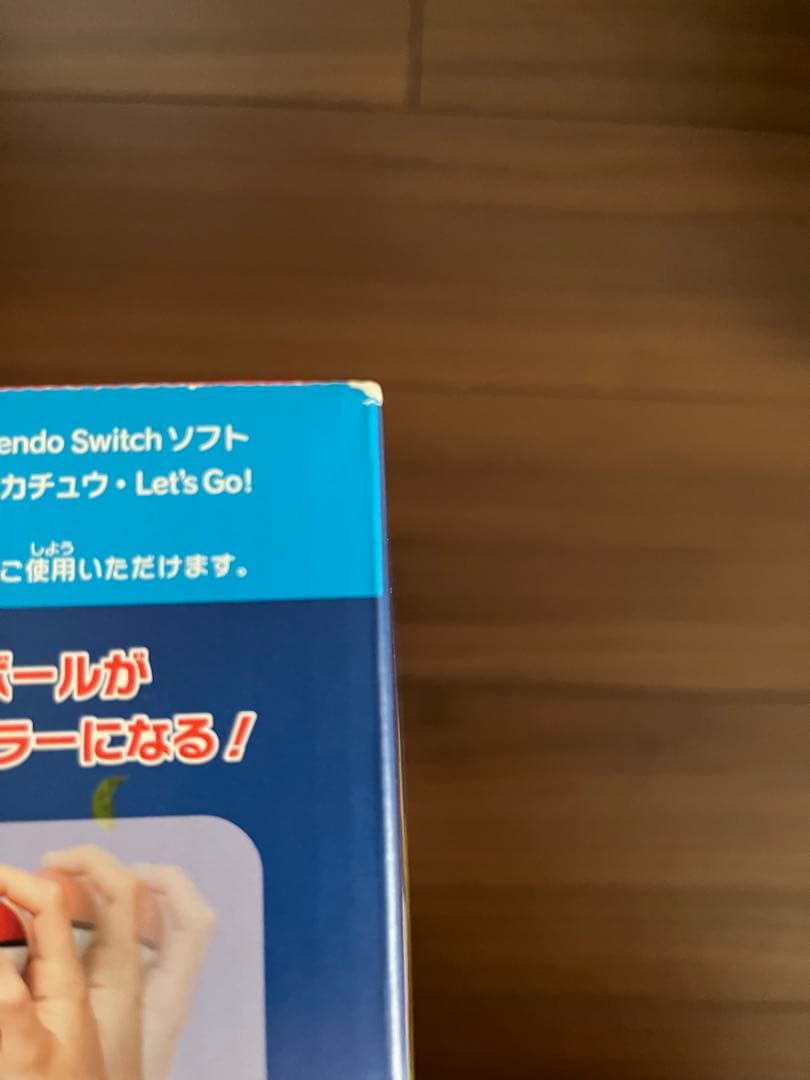 endo Switch ソフト
カチュウ・Let's Go!
しよう
ご使用いただけます。
ボールが
ラーになる!